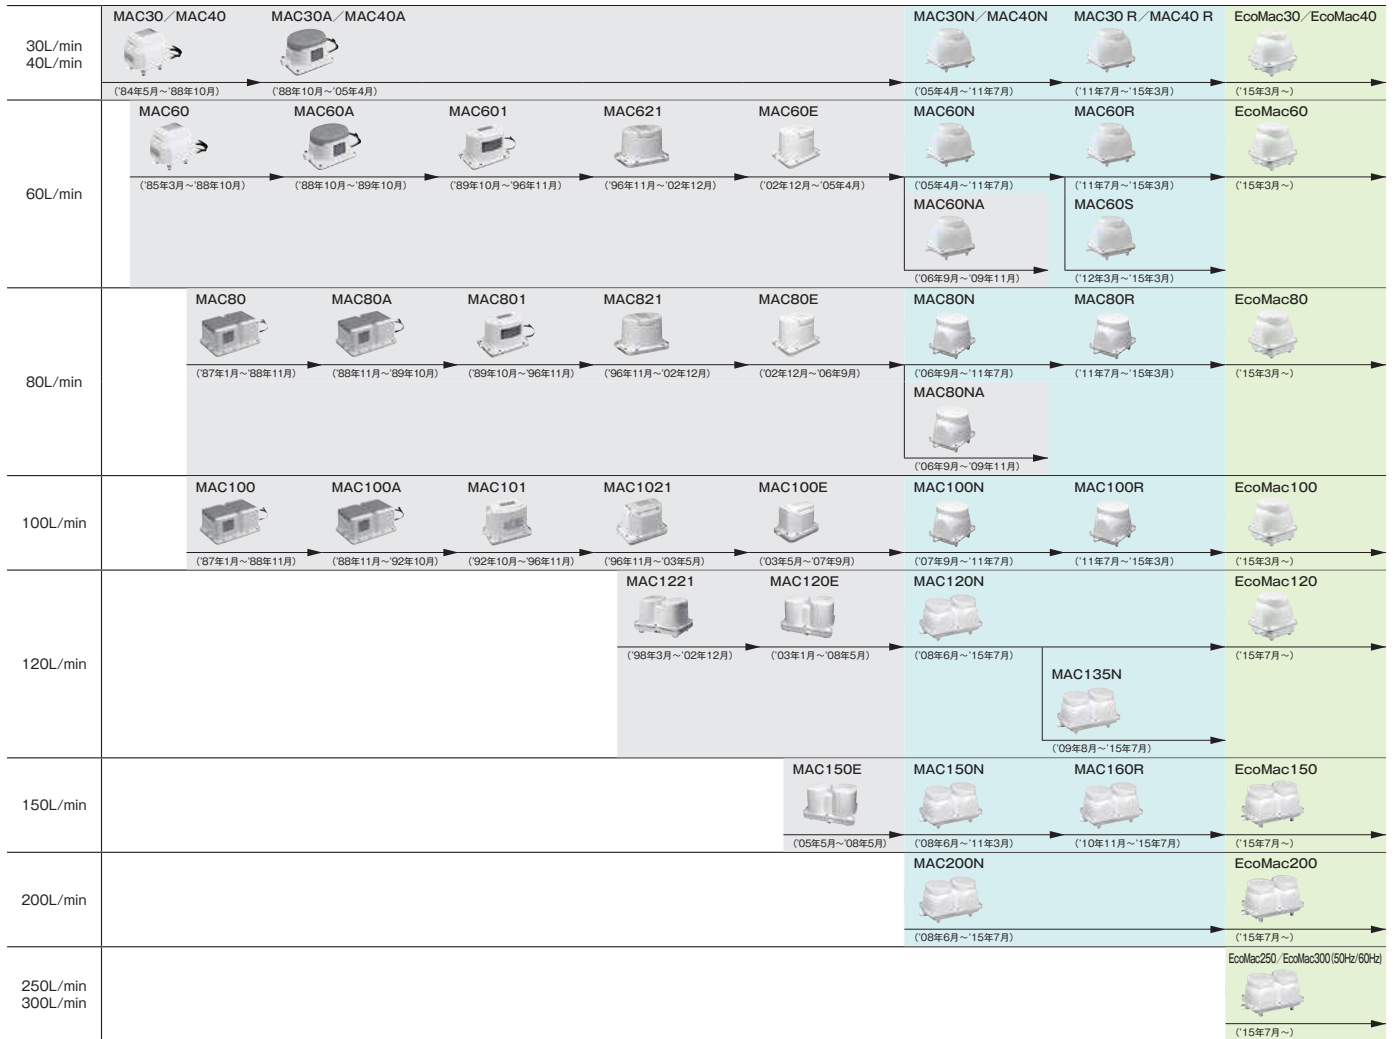 MAC30／MAC40 MAC30A／MAC40A MAC30N／MAC40N MAC30 R／MAC40 R EcoMac30／EcoMac40
30L/min
40L/min
('84年5月～'88年10月) ('88年10月～'05年4月) ('05年4月～'11年7月) ('11年7月～'15年3月) ('15年3月～)
MAC60 MAC60A MAC601 MAC621 MAC60E MAC60N MAC60R EcoMac60
('85年3月～'88年10月) ('88年10月～'89年10月) ('89年10月～'96年11月) ('96年11月～'02年12月) ('02年12月～'05年4月) ('05年4月～'11年7月) ('11年7月～'15年3月) ('15年3月～)
60L/min
MAC60NA MAC60S
('06年9月～'09年11月) ('12年3月～'15年3月)
MAC80 MAC80A MAC801 MAC821 MAC80E MAC80N MAC80R EcoMac80
('87年1月～'88年11月) ('88年11月～'89年10月) ('89年10月～'96年11月) ('96年11月～'02年12月) ('02年12月～'06年9月) ('06年9月～'11年7月) ('11年7月～'15年3月) ('15年3月～)
80L/min
MAC80NA
('06年9月～'09年11月)
MAC100 MAC100A MAC101 MAC1021 MAC100E MAC100N MAC100R EcoMac100
100L/min
('87年1月～'88年11月) ('88年11月～'92年10月) ('92年10月～'96年11月) ('96年11月～'03年5月) ('03年5月～'07年9月) ('07年9月～'11年7月) ('11年7月～'15年3月) ('15年3月～)
MAC1221 MAC120E MAC120N EcoMac120
('98年3月～'02年12月) ('03年1月～'08年5月) ('08年6月～'15年7月) ('15年7月～)
120L/min
MAC135N
('09年8月～'15年7月)
MAC150E MAC150N MAC160R EcoMac150
150L/min
('05年5月～'08年5月) ('08年6月～'11年3月) ('10年11月～'15年7月) ('15年7月～)
MAC200N EcoMac200
200L/min
('08年6月～'15年7月) ('15年7月～)
EcoMac250／EcoMac300(50Hz/60Hz)
250L/min
300L/min
('15年7月～)